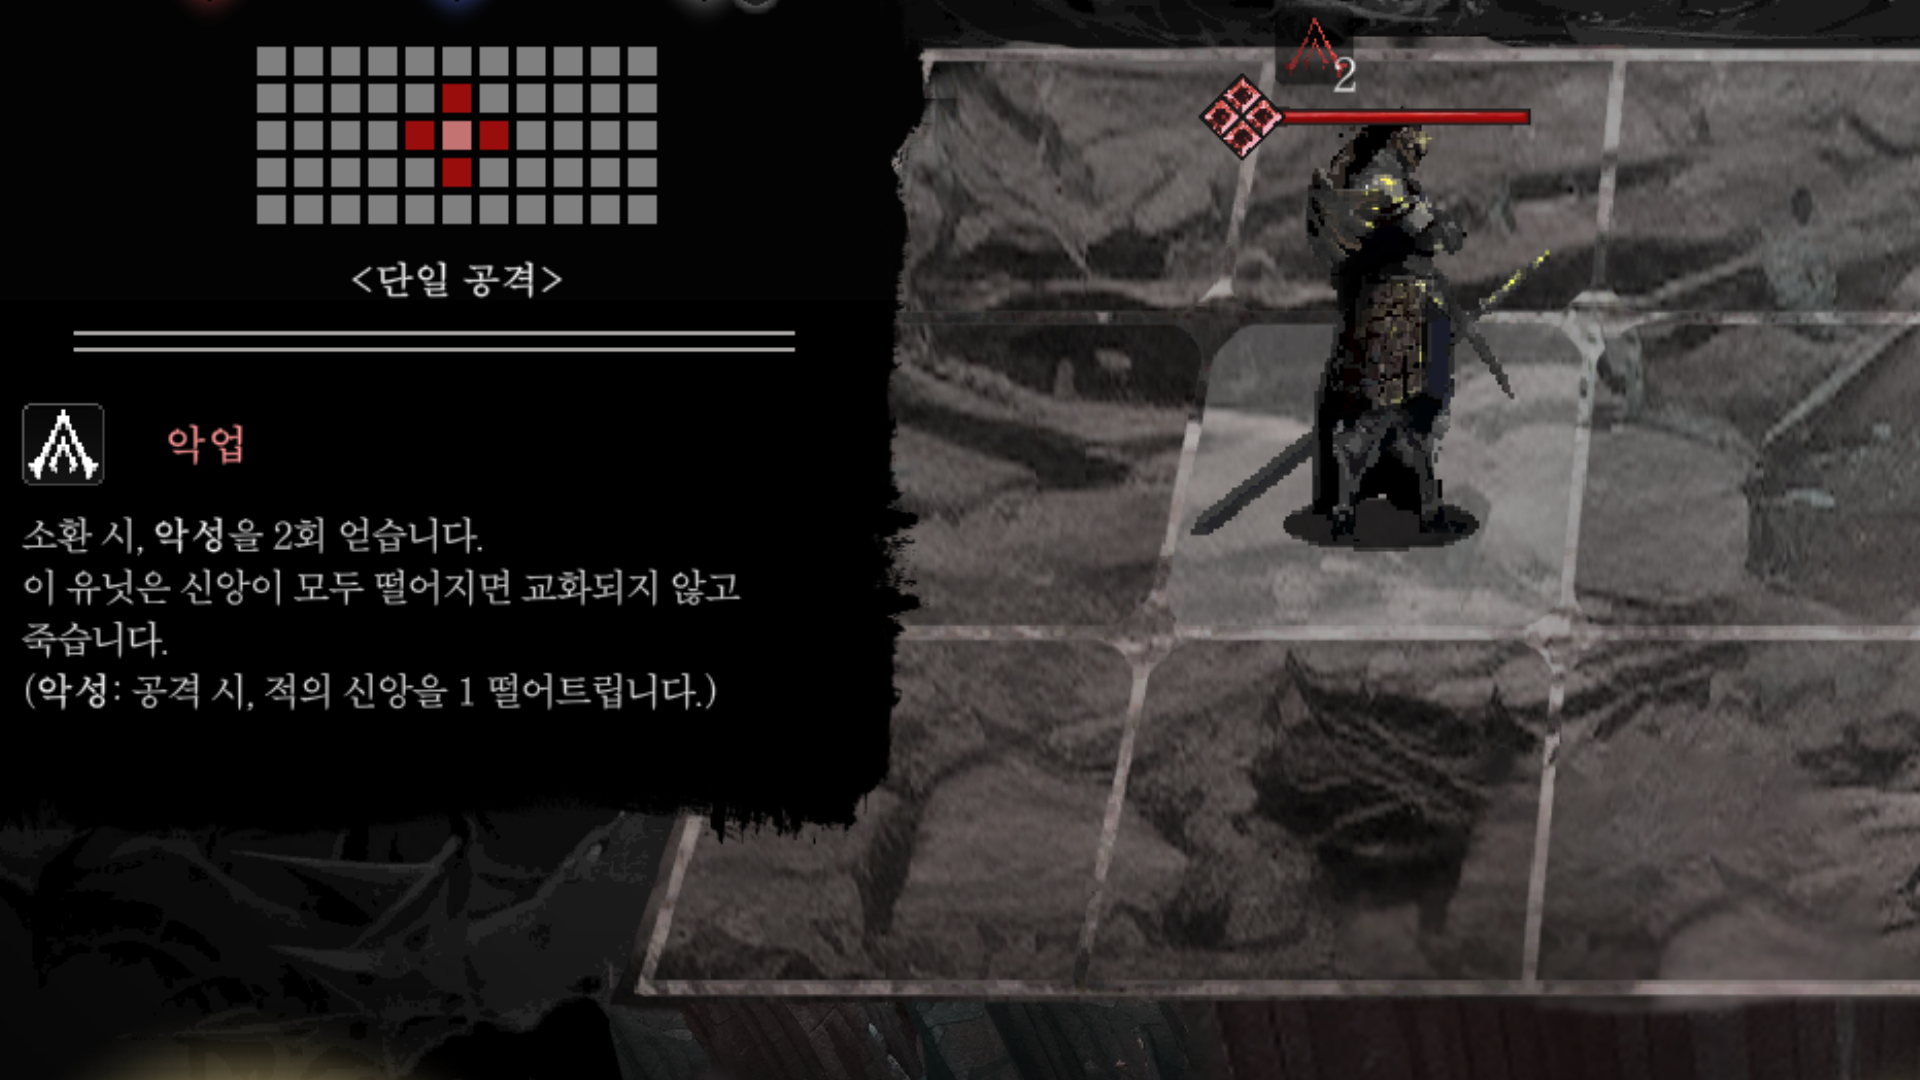 2
<단일 공격>
악업
소환 시, 악성을 2회 얻습니다.
이 유닛은 신앙이 모두 떨어지면 교화되지 않고
죽습니다.
(악성: 공격 시, 적의 신앙을 1 떨어트립니다.)